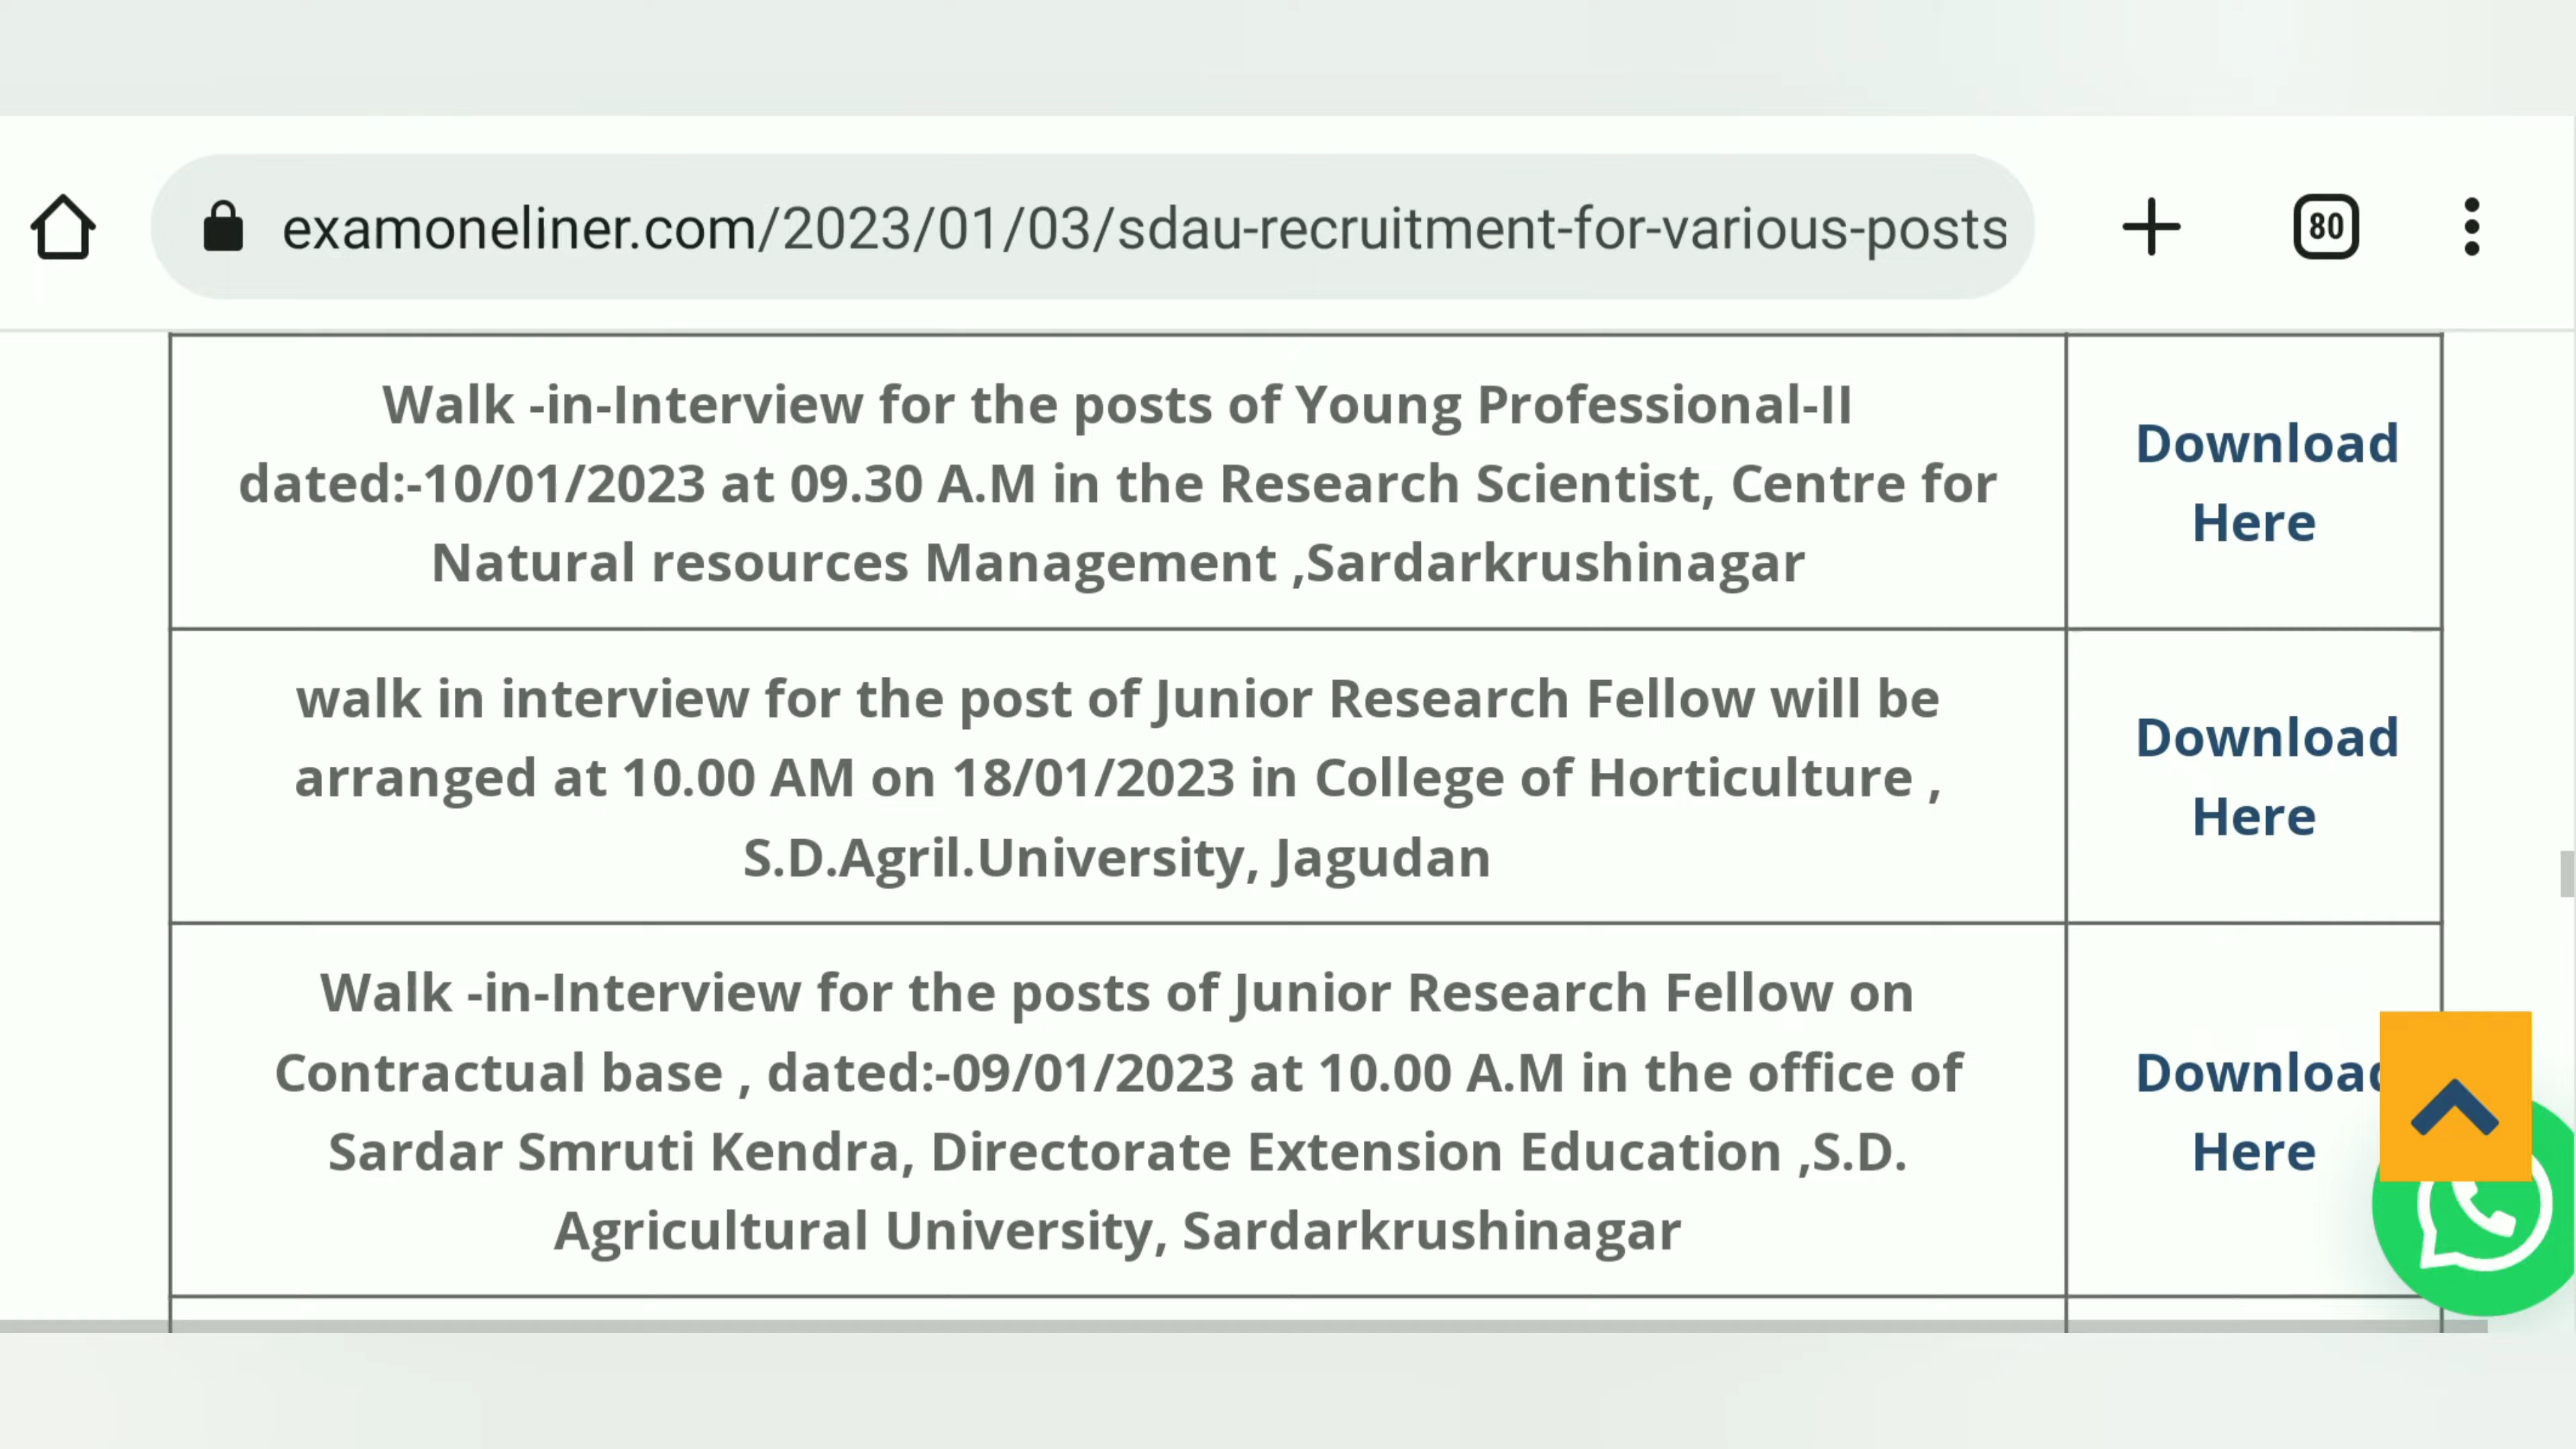 examoneliner.com/2023/01/03/sdau-recruitment-for-various-posts
80
Walk -in-Interview for the posts of Young Professional-II
dated:-10/01/2023 at 09.30 A.M in the Research Scientist, Centre for
Natural resources Management ,Sardarkrushinagar
Download
Here
walk in interview for the post of Junior Research Fellow will be
arranged at 10.00 AM on 18/01/2023 in College of Horticulture ,
S.D.Agril.University, Jagudan
Download
Here
Walk -in-Interview for the posts of Junior Research Fellow on
Contractual base , dated:-09/01/2023 at 10.00 A.M in the office of
Sardar Smruti Kendra, Directorate Extension Education ,S.D.
Agricultural University, Sardarkrushinagar
Download
Here